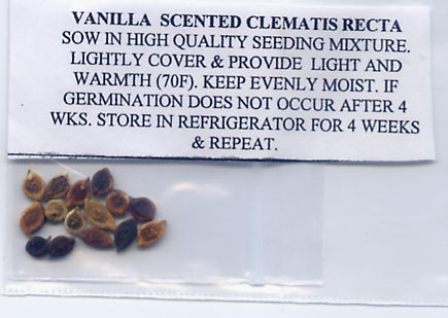 VANILLA SCENTED CLEMATIS RECTA
SOW IN HIGH QUALITY SEEDING MIXTURE.
LIGHTLY COVER & PROVIDE LIGHT AND
WARMTH (70F). KEEP EVENLY MOIST. IF
GERMINATION DOES NOT OCCUR AFTER 4
WKS. STORE IN REFRIGERATOR FOR 4 WEEKS
& REPEAT.